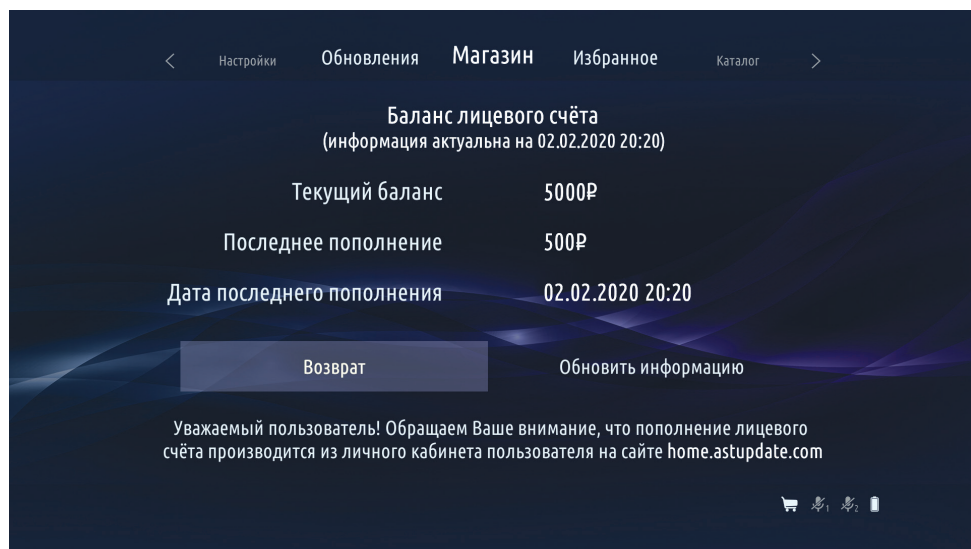 Настройки Обновления Магазин Избранное Каталог
Баланс лицевого счёта
(информация актуальна на 02.02.2020 20:20)
Текущий баланс 5000₽
Последнее пополнение 500₽
Дата последнего пополнения 02.02.2020 20:20
Возврат Обновить информацию
Уважаемый пользователь! Обращаем Ваше внимание, что пополнение лицевого
счёта производится из личного кабинета пользователя на сайте home.astupdate.com
1 2